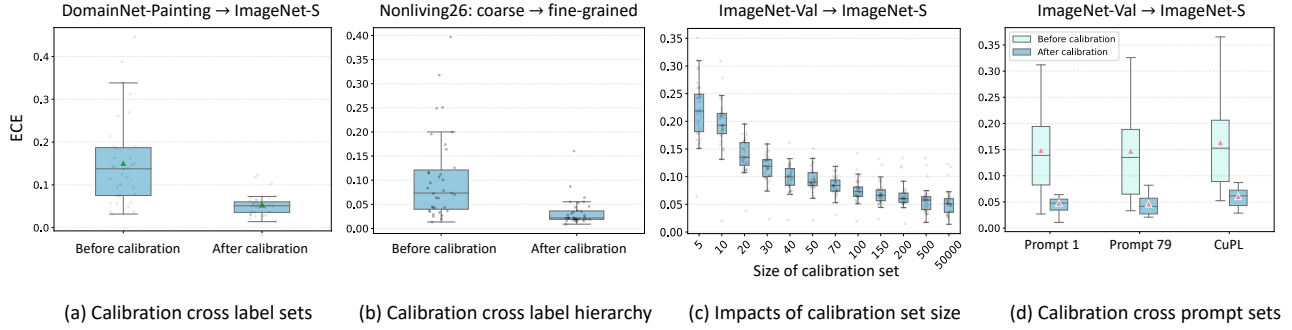 DomainNet-Painting → ImageNet-S
ECE
0.4
0.3
0.2
0.1
0.0
Before calibration
After calibration
(a) Calibration cross label sets
Nonliving26: coarse → fine-grained
0.40
0.35
0.30
0.25
0.20
0.15
0.10
0.05
0.00
Before calibration
After calibration
(b) Calibration cross label hierarchy
ImageNet-Val → ImageNet-S
0.35
0.30
0.25
0.20
0.15
0.10
0.05
0.00
5
10
20
30
40
50
70
100
150
200
500
50000
Size of calibration set
(c) Impacts of calibration set size
ImageNet-Val → ImageNet-S
Before calibration
After calibration
0.35
0.30
0.25
0.20
0.15
0.10
0.05
0.00
Prompt 1
Prompt 79
CuPL
(d) Calibration cross prompt sets